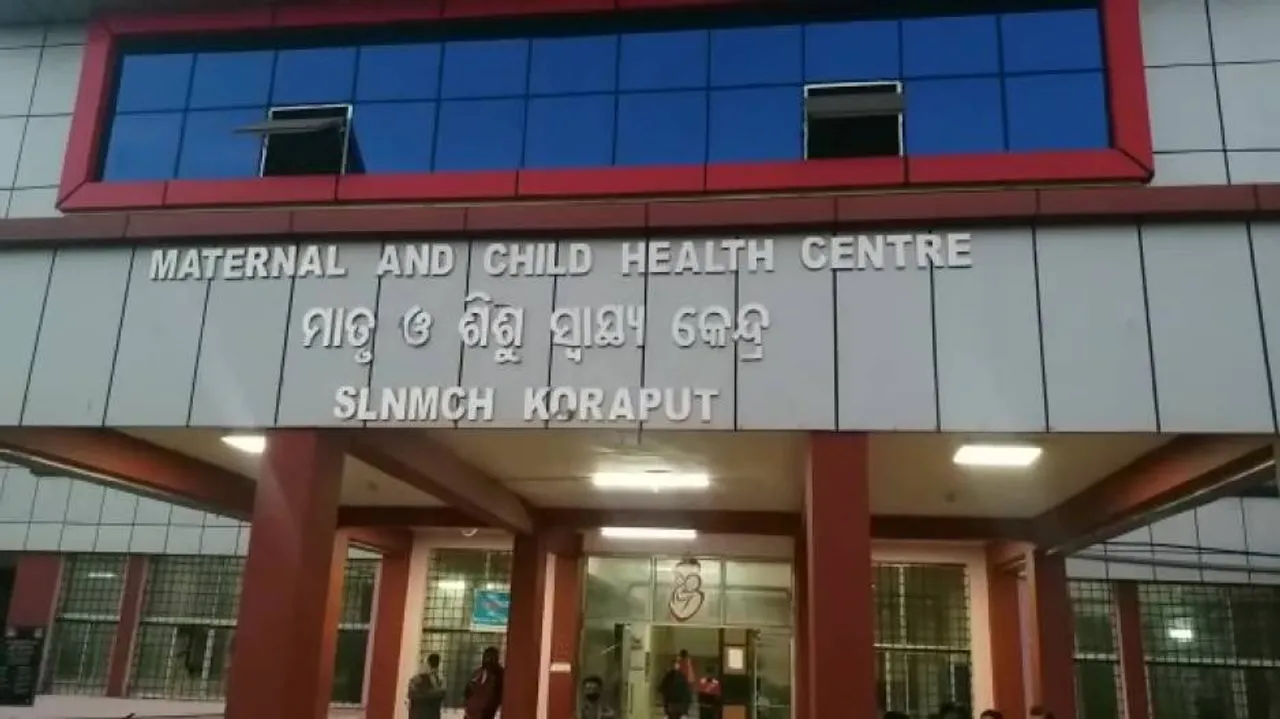 MATERNAL AND CHILD HEALTH CENTRE
ମାତୃ ଓ ଶିଶୁ ସ୍ୱାସ୍ଥ୍ୟ କେନ୍ଦ୍ର
SLNMCH KORAPUT